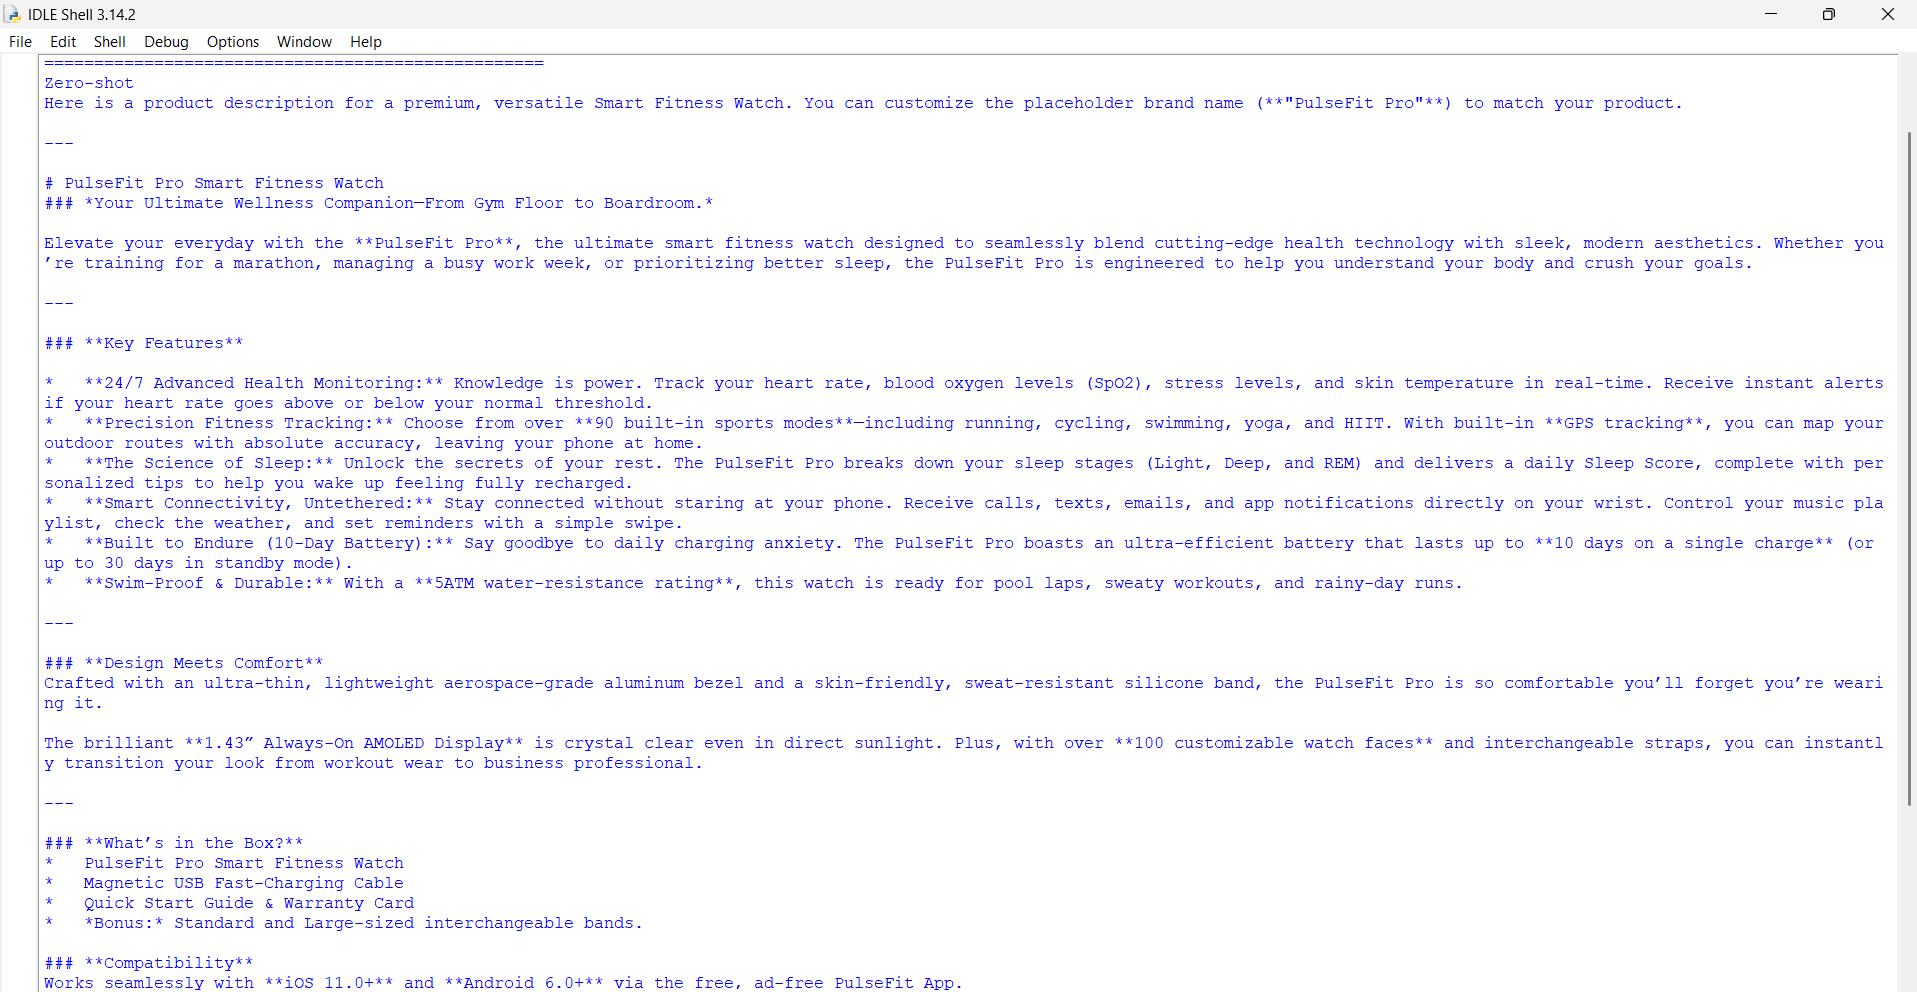 IDLE Shell 3.14.2
File Edit Shell Debug Options Window Help
==================================================
Zero-shot
Here is a product description for a premium, versatile Smart Fitness Watch. You can customize the placeholder brand name (**"PulseFit Pro"**) to match your product.
---
# PulseFit Pro Smart Fitness Watch
### *Your Ultimate Wellness Companion—From Gym Floor to Boardroom.*
Elevate your everyday with the **PulseFit Pro**, the ultimate smart fitness watch designed to seamlessly blend cutting-edge health technology with sleek, modern aesthetics. Whether you
’re training for a marathon, managing a busy work week, or prioritizing better sleep, the PulseFit Pro is engineered to help you understand your body and crush your goals.
---
### **Key Features**
*   **24/7 Advanced Health Monitoring:** Knowledge is power. Track your heart rate, blood oxygen levels (SpO2), stress levels, and skin temperature in real-time. Receive instant alerts
if your heart rate goes above or below your normal threshold.
*   **Precision Fitness Tracking:** Choose from over **90 built-in sports modes**—including running, cycling, swimming, yoga, and HIIT. With built-in **GPS tracking**, you can map your
outdoor routes with absolute accuracy, leaving your phone at home.
*   **The Science of Sleep:** Unlock the secrets of your rest. The PulseFit Pro breaks down your sleep stages (Light, Deep, and REM) and delivers a daily Sleep Score, complete with per
sonalized tips to help you wake up feeling fully recharged.
*   **Smart Connectivity, Untethered:** Stay connected without staring at your phone. Receive calls, texts, emails, and app notifications directly on your wrist. Control your music pla
ylist, check the weather, and set reminders with a simple swipe.
*   **Built to Endure (10-Day Battery):** Say goodbye to daily charging anxiety. The PulseFit Pro boasts an ultra-efficient battery that lasts up to **10 days on a single charge** (or
up to 30 days in standby mode).
*   **Swim-Proof & Durable:** With a **5ATM water-resistance rating**, this watch is ready for pool laps, sweaty workouts, and rainy-day runs.
---
### **Design Meets Comfort**
Crafted with an ultra-thin, lightweight aerospace-grade aluminum bezel and a skin-friendly, sweat-resistant silicone band, the PulseFit Pro is so comfortable you’ll forget you’re weari
ng it.
The brilliant **1.43” Always-On AMOLED Display** is crystal clear even in direct sunlight. Plus, with over **100 customizable watch faces** and interchangeable straps, you can instantl
y transition your look from workout wear to business professional.
---
### **What’s in the Box?**
*   PulseFit Pro Smart Fitness Watch
*   Magnetic USB Fast-Charging Cable
*   Quick Start Guide & Warranty Card
*   *Bonus:* Standard and Large-sized interchangeable bands.
### **Compatibility**
Works seamlessly with **iOS 11.0+** and **Android 6.0+** via the free, ad-free PulseFit App.